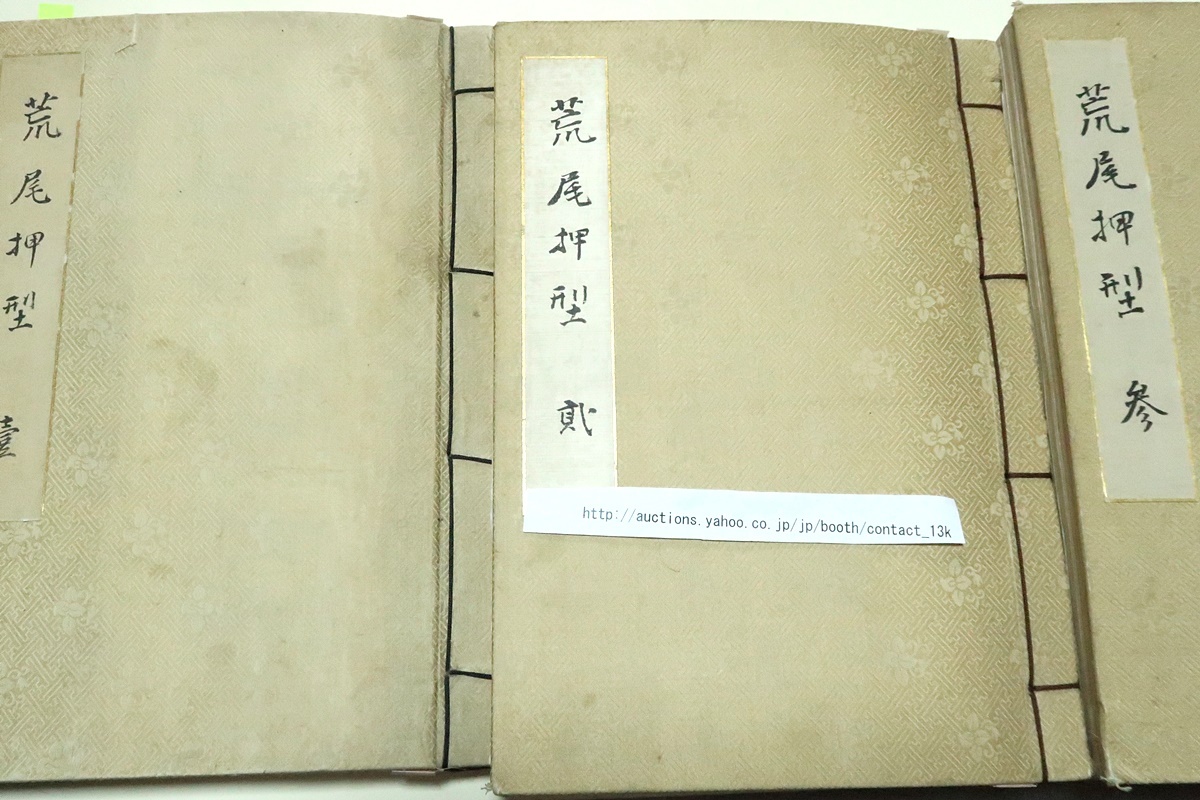 荒尾押型 壹
荒尾押型 貳
荒尾押型 參
http://auctions.yahoo.co.jp/jp/booth/contact_13k